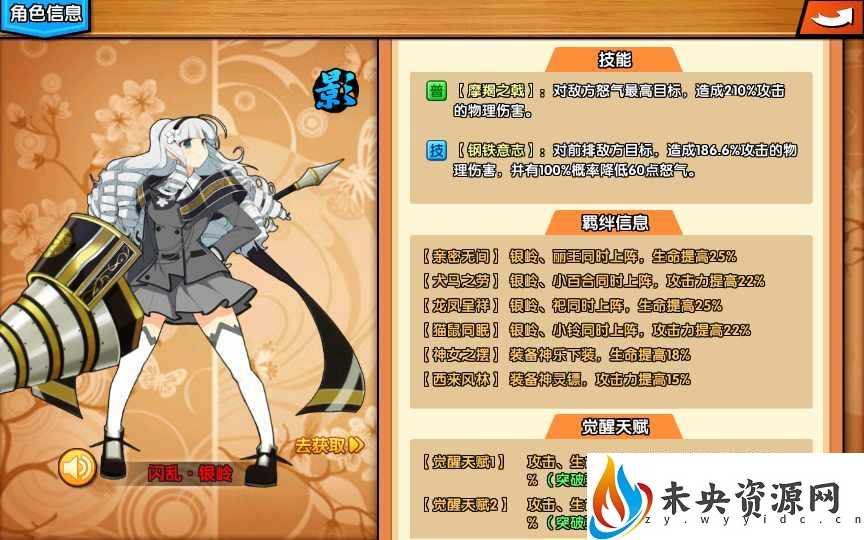 角色信息
影
技能
普 【摩羯之戟】：对敌方怒气最高目标，造成210%攻击
的物理伤害。
技 【钢铁意志】：对前排敌方目标，造成186.6%攻击的物
理伤害，并有100%概率降低60点怒气。
羁绊信息
【亲密无间】 银岭、丽王同时上阵，生命提高25%
【犬马之劳】 银岭、小百合同时上阵，攻击力提高22%
【龙凤呈祥】 银岭、祀同时上阵，生命提高25%
【猫鼠同眠】 银岭、小铃同时上阵，攻击力提高22%
【神女之摆】 装备神乐下装，生命提高18%
【西来风林】 装备神灵镖，攻击力提高15%
觉醒天赋
【觉醒天赋1】 攻击、生
%（突破
【觉醒天赋2】 攻击、生
%（突破
去获取
闪乱·银岭
未央资源网
zy.wyyidc.cn